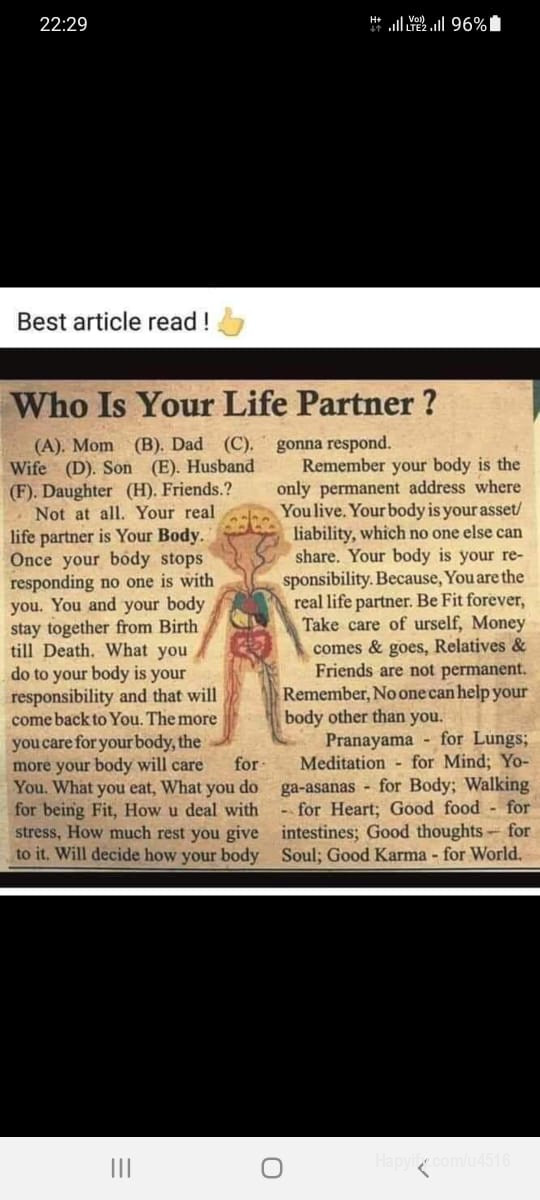 22:29
H+ Vo)) LTE2 96%
Best article read !
Who Is Your Life Partner ?
(A). Mom (B). Dad (C).
Wife (D). Son (E). Husband
(F). Daughter (H). Friends.?
Not at all. Your real
life partner is Your Body.
Once your body stops
responding no one is with
you. You and your body
stay together from Birth
till Death. What you
do to your body is your
responsibility and that will
come back to You. The more
you care for your body, the
more your body will care for
You. What you eat, What you do
for being Fit, How u deal with
stress, How much rest you give
to it. Will decide how your body
gonna respond.
Remember your body is the
only permanent address where
You live. Your body is your asset/
liability, which no one else can
share. Your body is your re-
sponsibility. Because, You are the
real life partner. Be Fit forever,
Take care of urself, Money
comes & goes, Relatives &
Friends are not permanent.
Remember, No one can help your
body other than you.
Pranayama - for Lungs;
Meditation - for Mind; Yo-
ga-asanas - for Body; Walking
- for Heart; Good food - for
intestines; Good thoughts – for
Soul; Good Karma - for World.